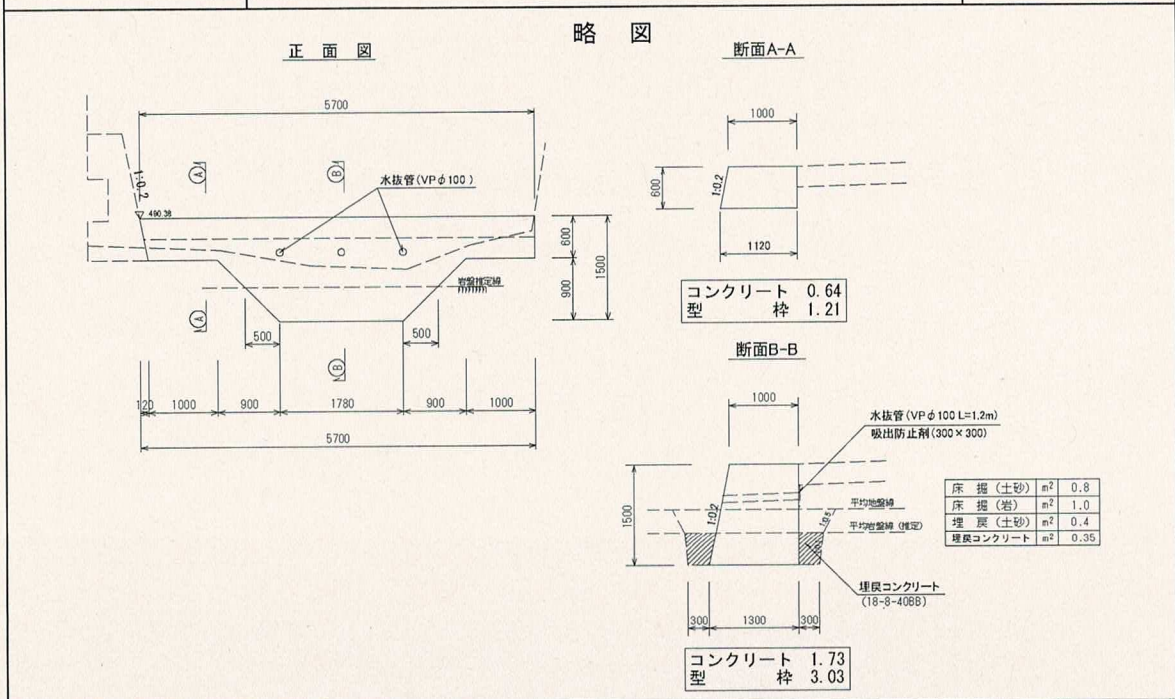 略 図
正 面 図
5700
1:0.2
A
B
水抜管(VPφ100)
490.38
600
900
1500
岩盤推定線
A
500
500
B
120
1000
900
1780
900
1000
5700
断面A-A
1000
600
1:0.2
1120
コンクリート 0.64
型 枠 1.21
断面B-B
1000
水抜管(VPφ100 L=1.2m)
吸出防止剤(300×300)
1500
1:0.2
平均地盤線
1:0.5
平均岩盤線(推定)
埋戻コンクリート
(18-8-40BB)
300
1300
300
コンクリート 1.73
型 枠 3.03
床 掘(土砂) m² 0.8
床 掘(岩) m² 1.0
埋 戻(土砂) m² 0.4
埋戻コンクリート m² 0.35